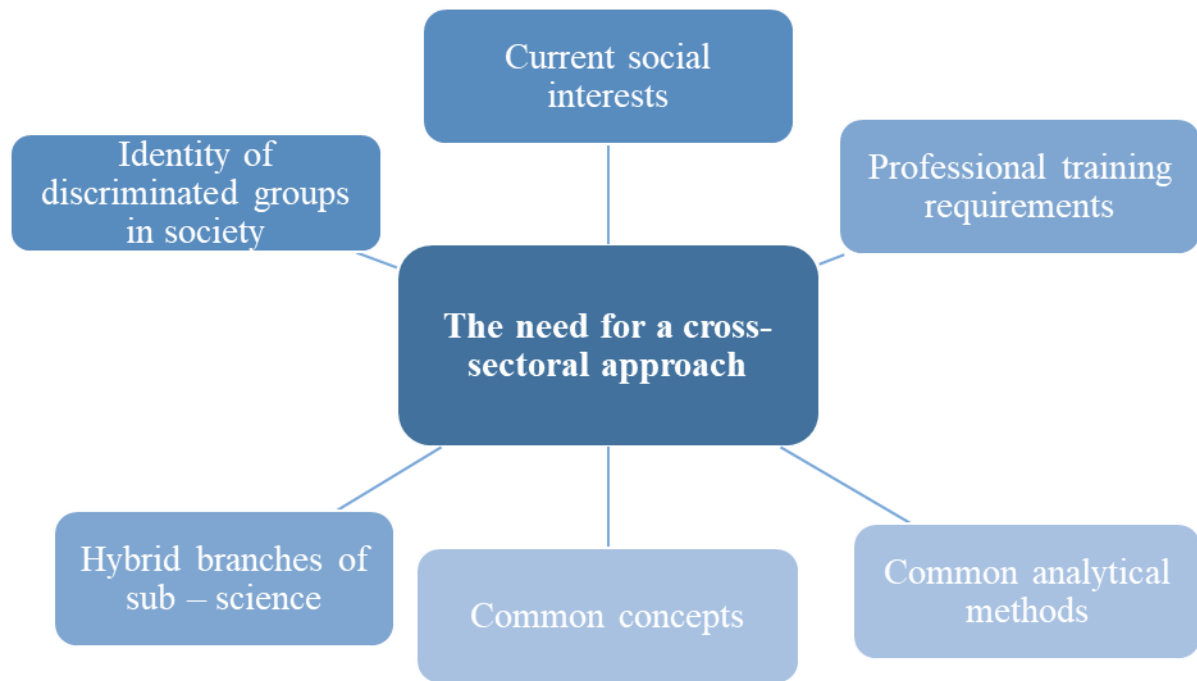 Current social
interests
Identity of
discriminated groups
in society
Professional training
requirements
The need for a cross-
sectoral approach
Hybrid branches of
sub – science
Common concepts
Common analytical
methods